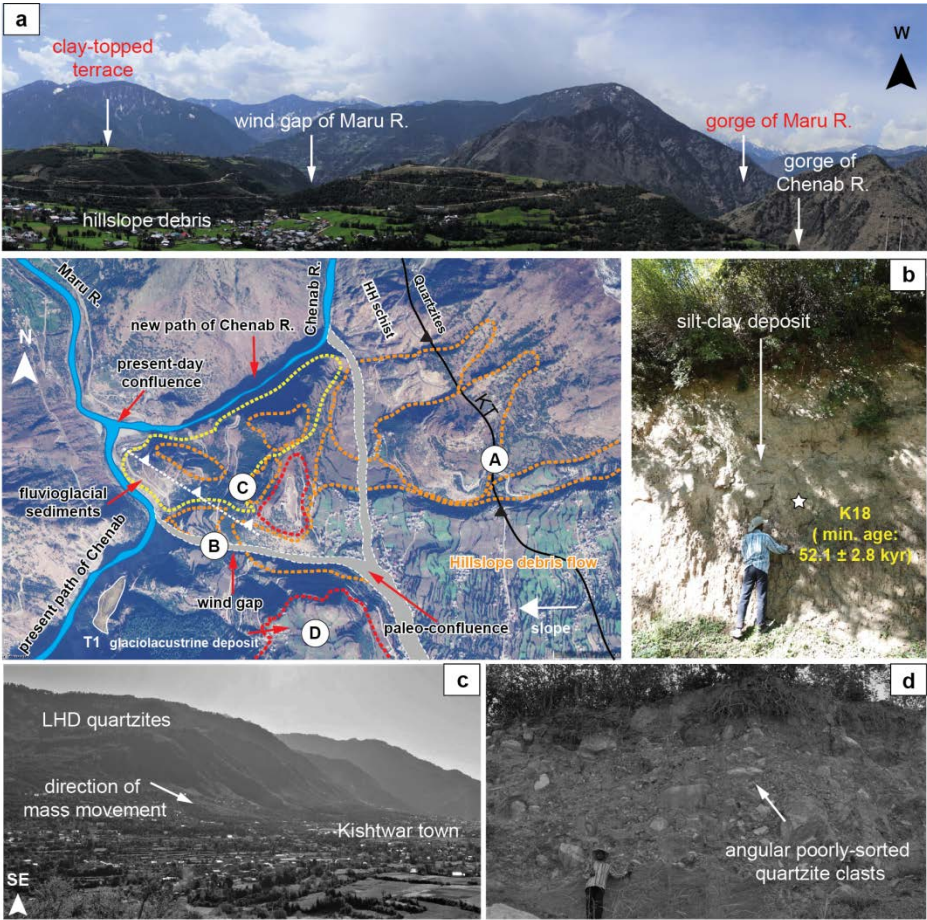 a
W
clay-topped
terrace
wind gap of Maru R.
gorge of Maru R.
gorge of
Chenab R.
hillslope debris
Maru R.
N
new path of Chenab R.
Chenab R.
Quartzites
HH schist
present-day
confluence
KT
A
fluvioglacial
sediments
C
B
Hillslope debris flow
present path of Chenab
wind gap
paleo-confluence
slope
T1 glaciolacustrine deposit
D
b
silt-clay deposit
K18
( min. age:
52.1 ± 2.8 kyr)
c
LHD quartzites
direction of
mass movement
Kishtwar town
SE
d
angular poorly-sorted
quartzite clasts